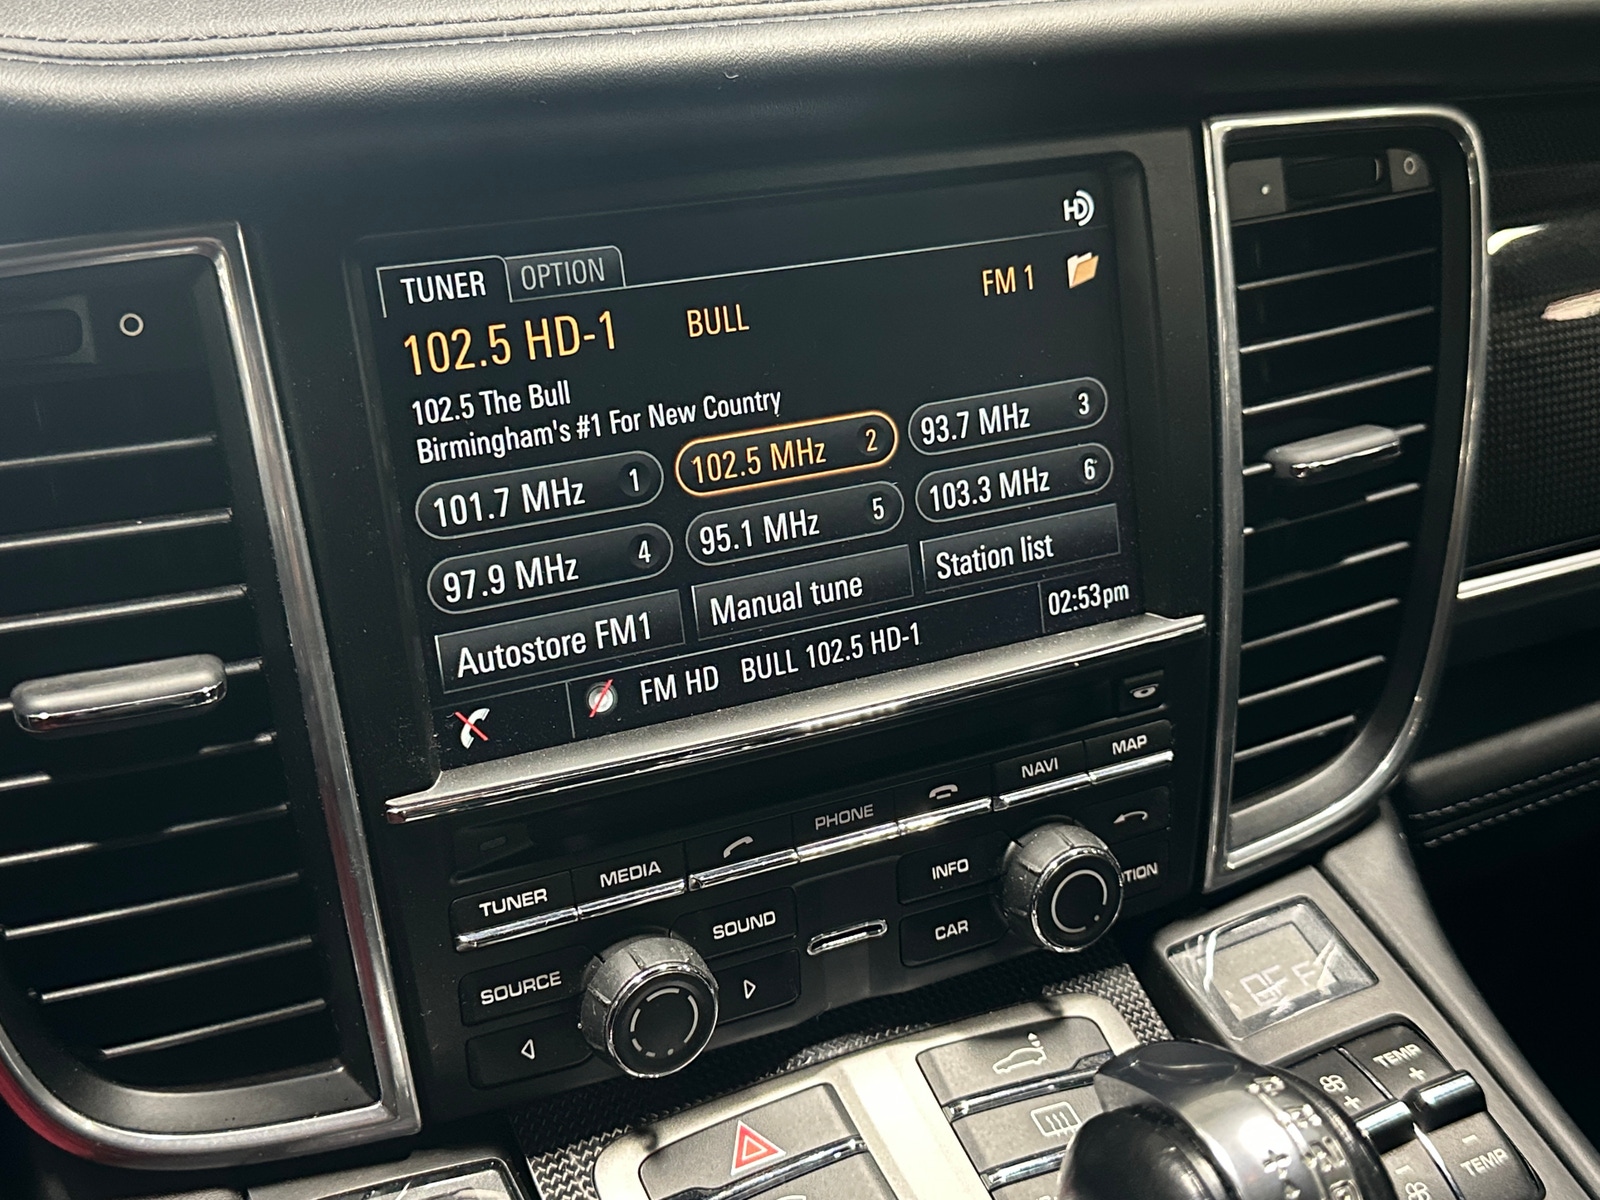 HD
TUNER OPTION
FM 1
102.5 HD-1 BULL
102.5 The Bull
Birmingham's #1 For New Country
101.7 MHz 1
102.5 MHz 2
93.7 MHz 3
97.9 MHz 4
95.1 MHz 5
103.3 MHz 6
Autostore FM1
Manual tune
Station list
FM HD BULL 102.5 HD-1
02:53pm
TUNER
MEDIA
PHONE
NAVI
MAP
SOURCE
SOUND
INFO
CAR
OFF
TEMP
+
+
-
TEMP
-